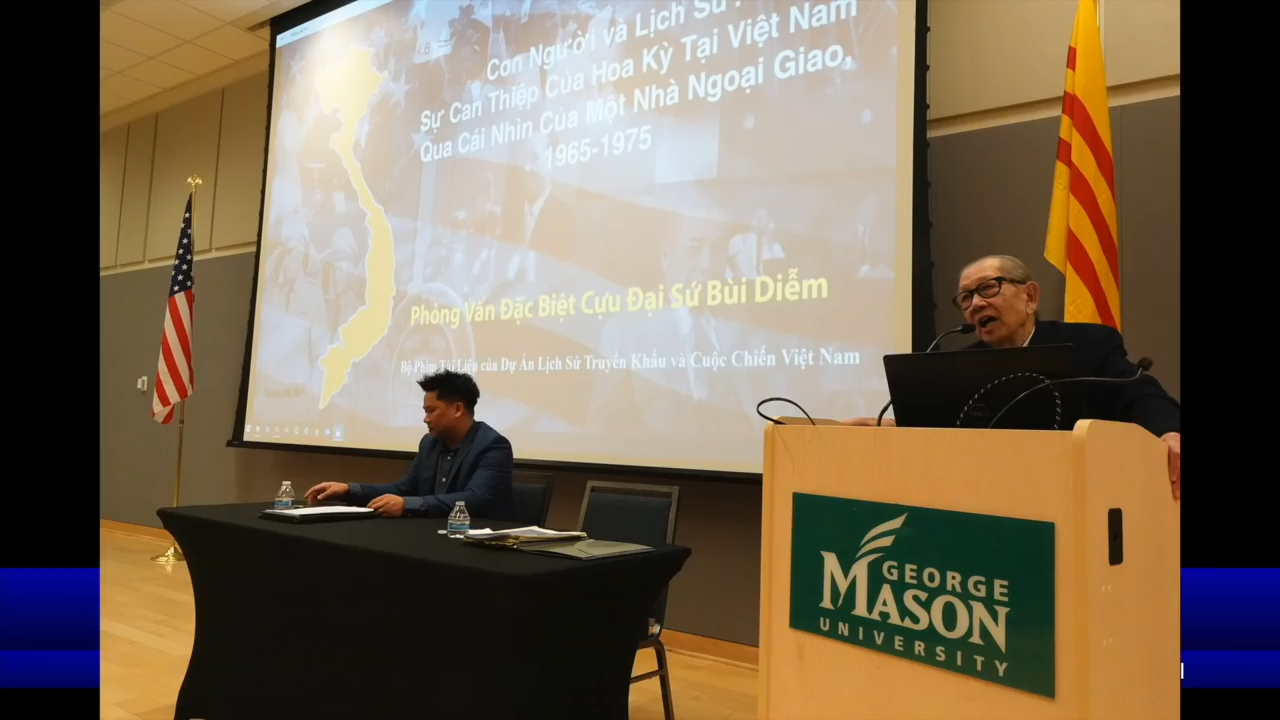 Con Người và Lịch Sử:
Sự Can Thiệp Của Hoa Kỳ Tại Việt Nam
Qua Cái Nhìn Của Một Nhà Ngoại Giao,
1965-1975
Phỏng Vấn Đặc Biệt Cựu Đại Sứ Bùi Diễm
Bộ Phim Tài Liệu của Dự Án Lịch Sử Truyền Khẩu và Cuộc Chiến Việt Nam
GEORGE
MASON
UNIVERSITY